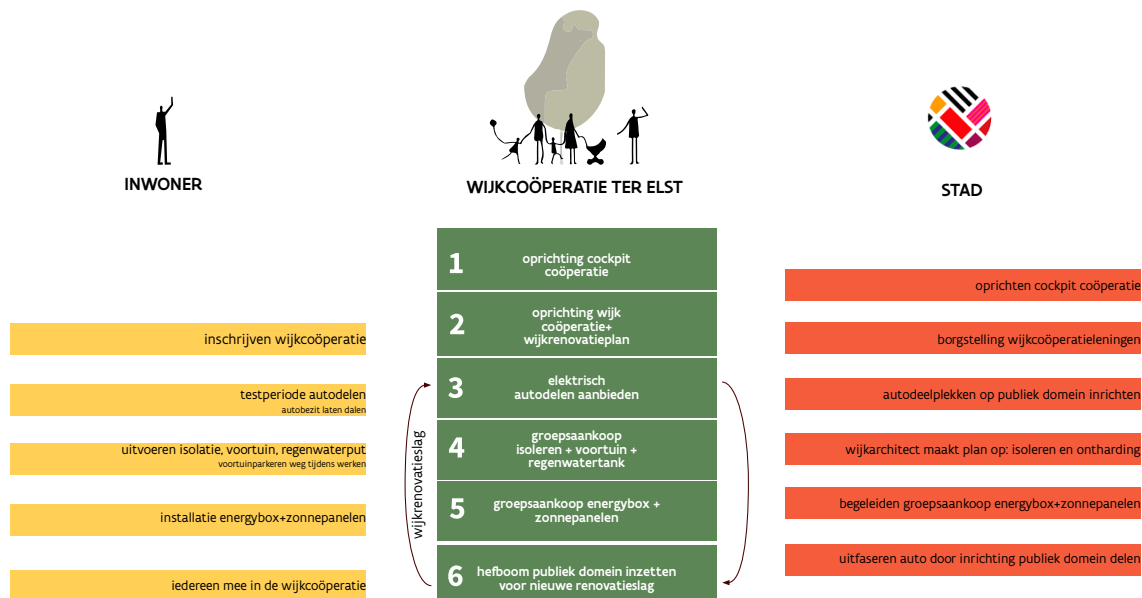 INWONER
WIJKCOÖPERATIE TER ELST
STAD
inschrijven wijkcoöperatie
testperiode autodelen
autobezit laten dalen
uitvoeren isolatie, voortuin, regenwaterput
voortuinparkeren weg tijdens werken
installatie energybox+zonnepanelen
iedereen mee in de wijkcoöperatie
wijkrenovatieslag
1
oprichting cockpit
coöperatie
2
oprichting wijk
coöperatie+
wijkrenovatieplan
3
elektrisch
autodelen aanbieden
4
groepsaankoop
isoleren + voortuin +
regenwatertank
5
groepsaankoop energybox +
zonnepanelen
6
hefboom publiek domein inzetten
voor nieuwe renovatieslag
oprichten cockpit coöperatie
borgstelling wijkcoöperatieleningen
autodeelplekken op publiek domein inrichten
wijkarchitect maakt plan op: isoleren en ontharding
begeleiden groepsaankoop energybox+zonnepanelen
uitfaseren auto door inrichting publiek domein delen